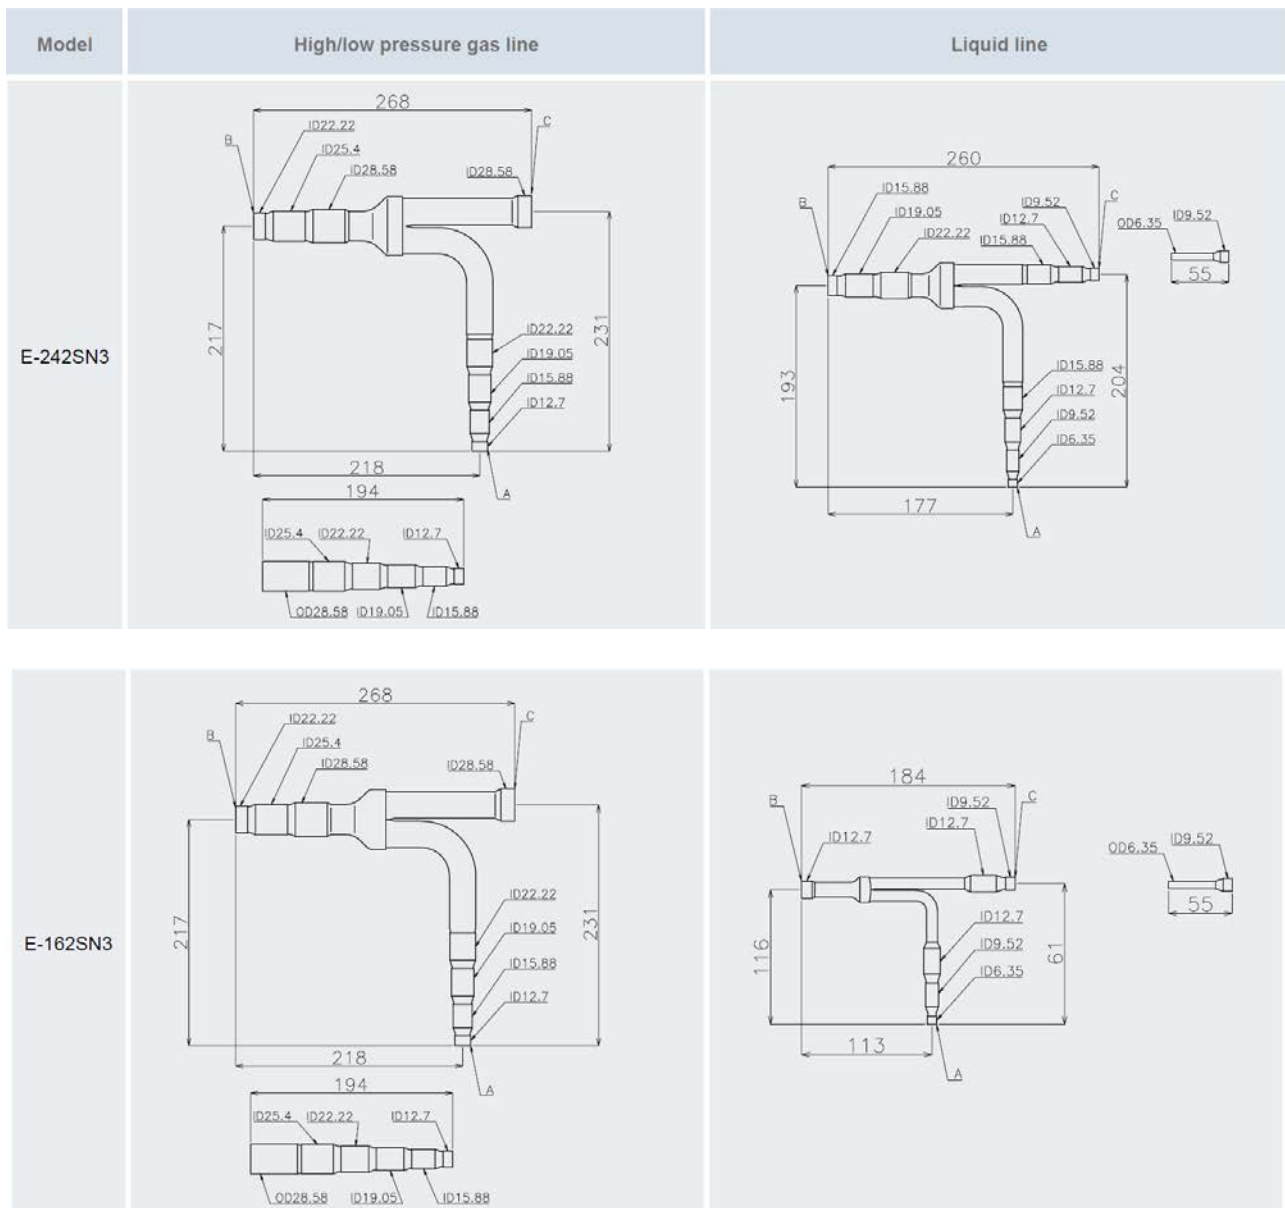 Model
High/low pressure gas line
Liquid line
E-242SN3
268
B
ID22.22
C
ID25.4
ID28.58
ID28.58
217
231
ID22.22
ID19.05
ID15.88
ID12.7
218
A
194
ID25.4
ID22.22
ID12.7
OD28.58
ID19.05
ID15.88
260
B
ID15.88
C
ID9.52
ID19.05
ID12.7
ID22.22
ID15.88
OD6.35
ID9.52
55
193
204
ID15.88
ID12.7
ID9.52
ID6.35
177
A
E-162SN3
268
B
ID22.22
C
ID25.4
ID28.58
ID28.58
217
231
ID22.22
ID19.05
ID15.88
ID12.7
218
A
194
ID25.4
ID22.22
ID12.7
OD28.58
ID19.05
ID15.88
184
B
ID9.52
C
ID12.7
ID12.7
OD6.35
ID9.52
55
116
61
ID12.7
ID9.52
ID6.35
113
A